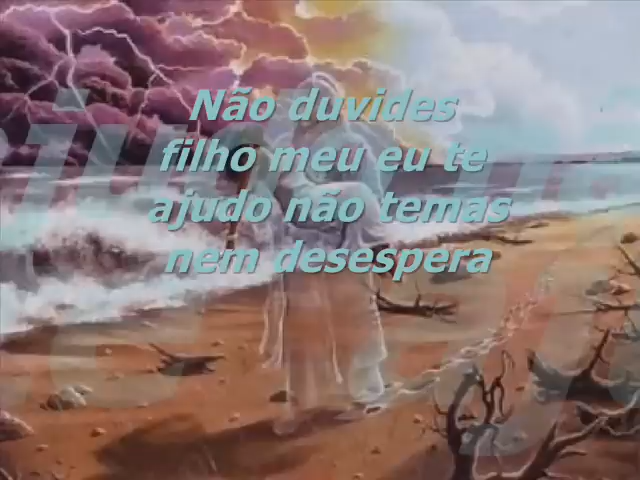 Não duvides
filho meu eu te
ajudo não temas
nem desespera